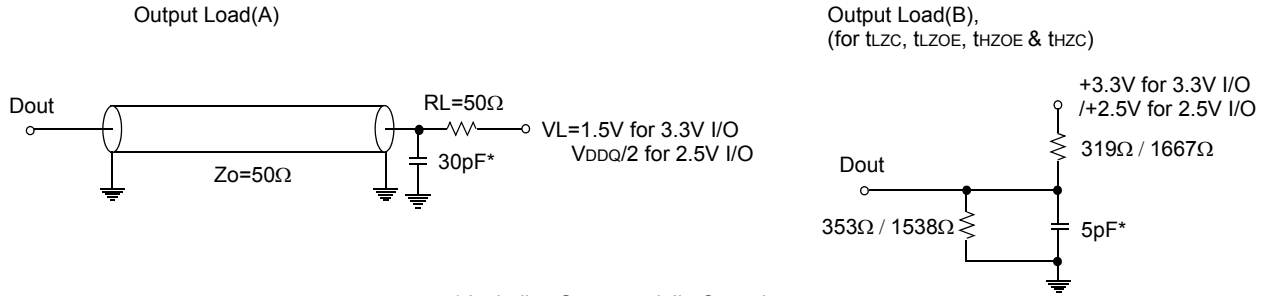 Output Load(A)
Dout
Zo=50Ω
RL=50Ω
30pF*
VL=1.5V for 3.3V I/O
VDDQ/2 for 2.5V I/O
Output Load(B),
(for tLZC, tLZOE, tHZOE & tHZC)
+3.3V for 3.3V I/O
/+2.5V for 2.5V I/O
319Ω / 1667Ω
Dout
353Ω / 1538Ω
5pF*